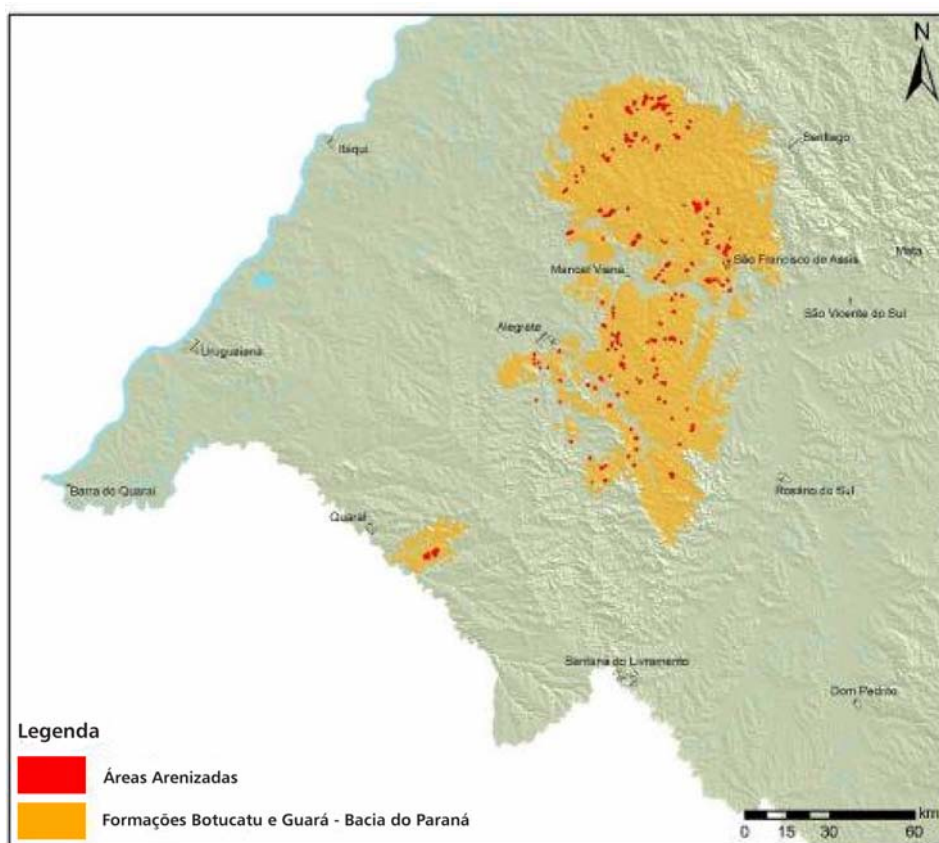 N
Santiago
Itaqui
Mata
São Francisco de Assis
Manoel Viana
São Vicente do Sul
Alegrete
Uruguaiana
Barra do Quaraí
Rosário do Sul
Quaraí
Santana do Livramento
Dom Pedrito
Legenda
Áreas Arenizadas
Formações Botucatu e Guará - Bacia do Paraná
km
0 15 30 60